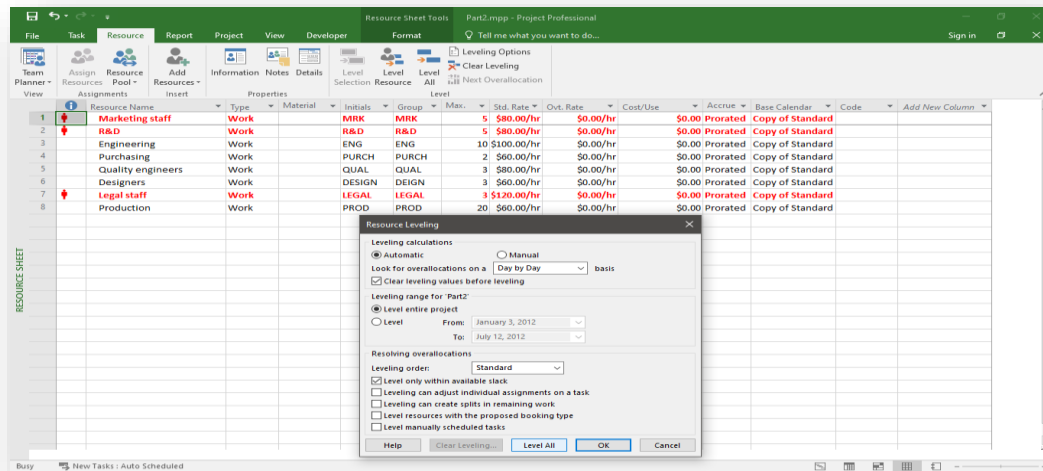 Resource Sheet Tools Part2.mpp - Project Professional
File Task Resource Report Project View Developer Format Tell me what you want to do... Sign in
Team Planner Assign Resources Resource Pool Add Resources Information Notes Details Level Selection Level Resource Level All Leveling Options
Clear Leveling
Next Overallocation
View Assignments Insert Properties Level
Resource Name Type Material Initials Group Max. Std. Rate Ovt. Rate Cost/Use Accrue Base Calendar Code Add New Column
1 Marketing staff Work MRK MRK 5 $80.00/hr $0.00/hr $0.00 Prorated Copy of Standard
2 R&D Work R&D R&D 5 $80.00/hr $0.00/hr $0.00 Prorated Copy of Standard
3 Engineering Work ENG ENG 10 $100.00/hr $0.00/hr $0.00 Prorated Copy of Standard
4 Purchasing Work PURCH PURCH 2 $60.00/hr $0.00/hr $0.00 Prorated Copy of Standard
5 Quality engineers Work QUAL QUAL 3 $80.00/hr $0.00/hr $0.00 Prorated Copy of Standard
6 Designers Work DESIGN DEIGN 3 $60.00/hr $0.00/hr $0.00 Prorated Copy of Standard
7 Legal staff Work LEGAL LEGAL 3 $120.00/hr $0.00/hr $0.00 Prorated Copy of Standard
8 Production Work PROD PROD 20 $60.00/hr $0.00/hr $0.00 Prorated Copy of Standard
RESOURCE SHEET
Resource Leveling
Leveling calculations
Automatic Manual
Look for overallocations on a Day by Day basis
Clear leveling values before leveling
Leveling range for 'Part2'
Level entire project
Level From: January 3, 2012
To: July 12, 2012
Resolving overallocations
Leveling order: Standard
Level only within available slack
Leveling can adjust individual assignments on a task
Leveling can create splits in remaining work
Level resources with the proposed booking type
Level manually scheduled tasks
Help Clear Leveling... Level All OK Cancel
Busy New Tasks : Auto Scheduled